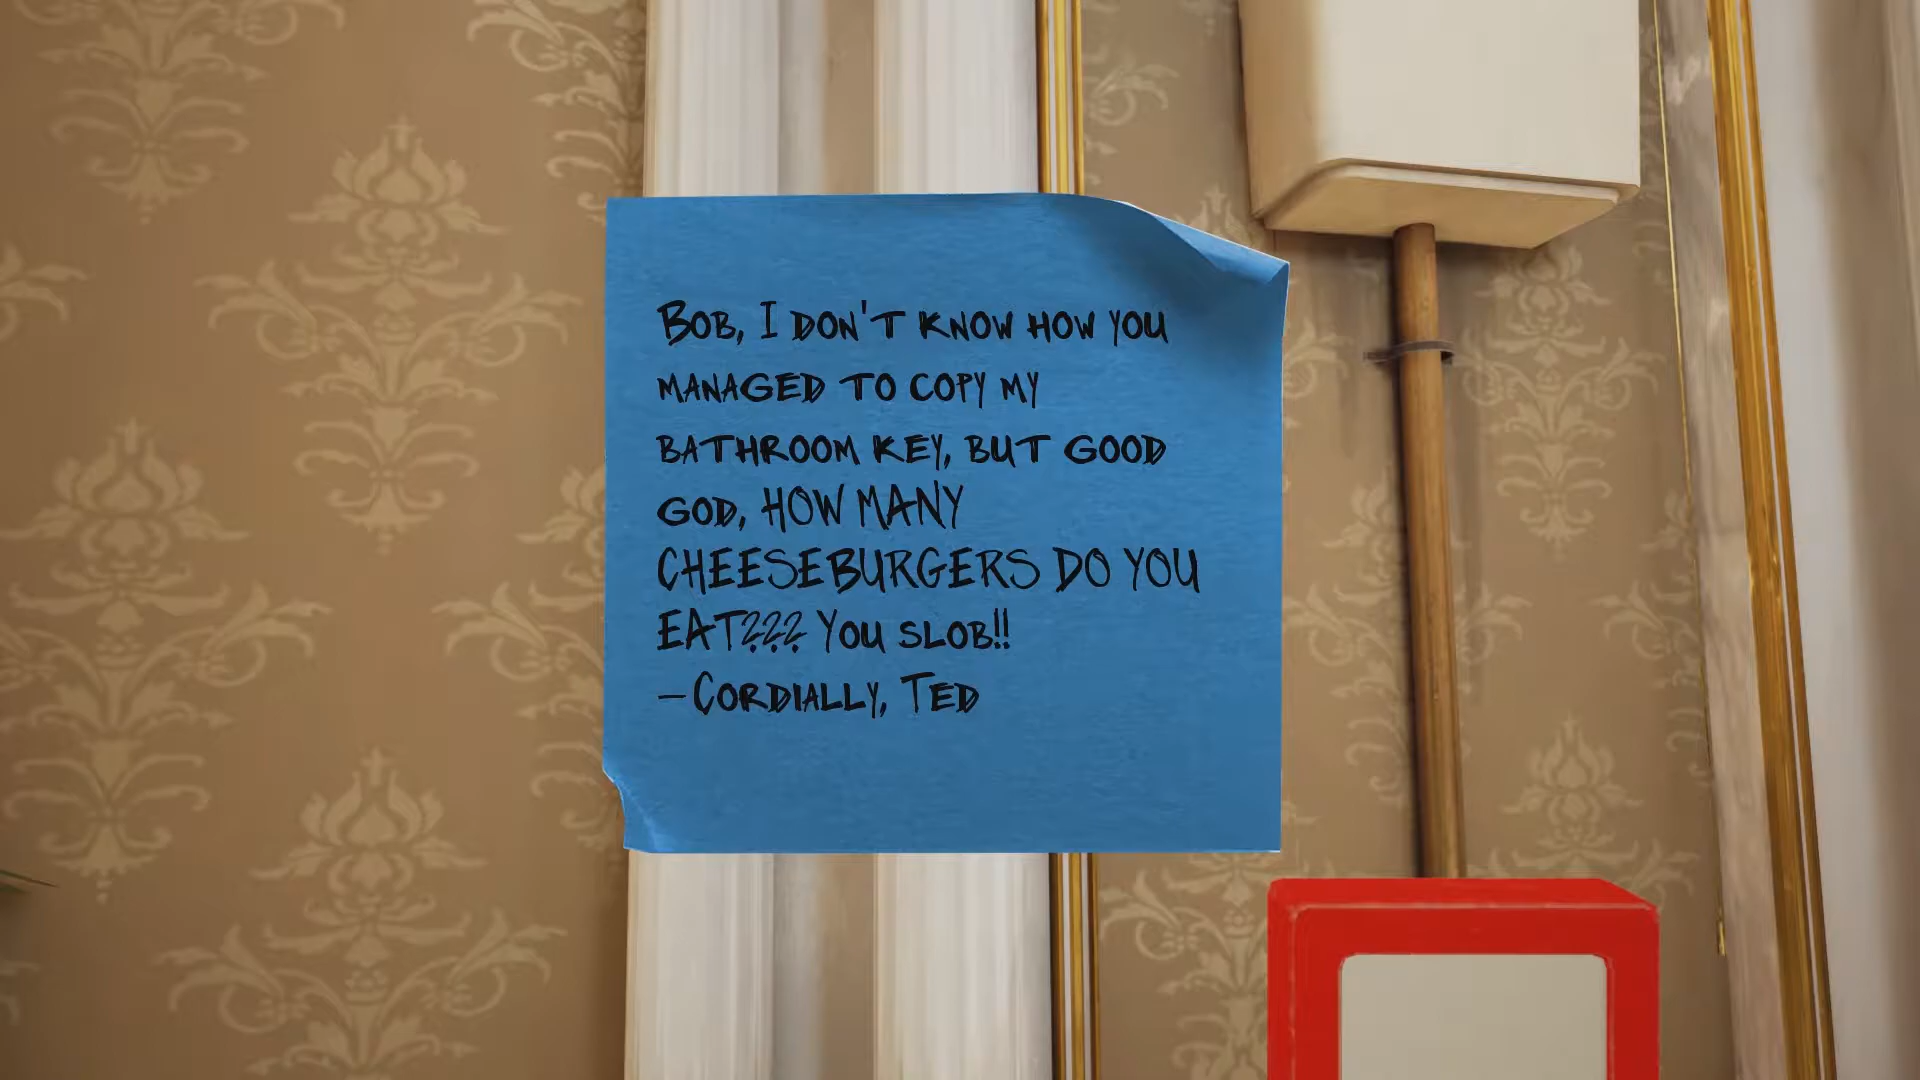 Bob, I don't know how you
managed to copy my
bathroom key, but good
god, HOW MANY
CHEESEBURGERS DO YOU
EAT??? You slob!!
–Cordially, Ted